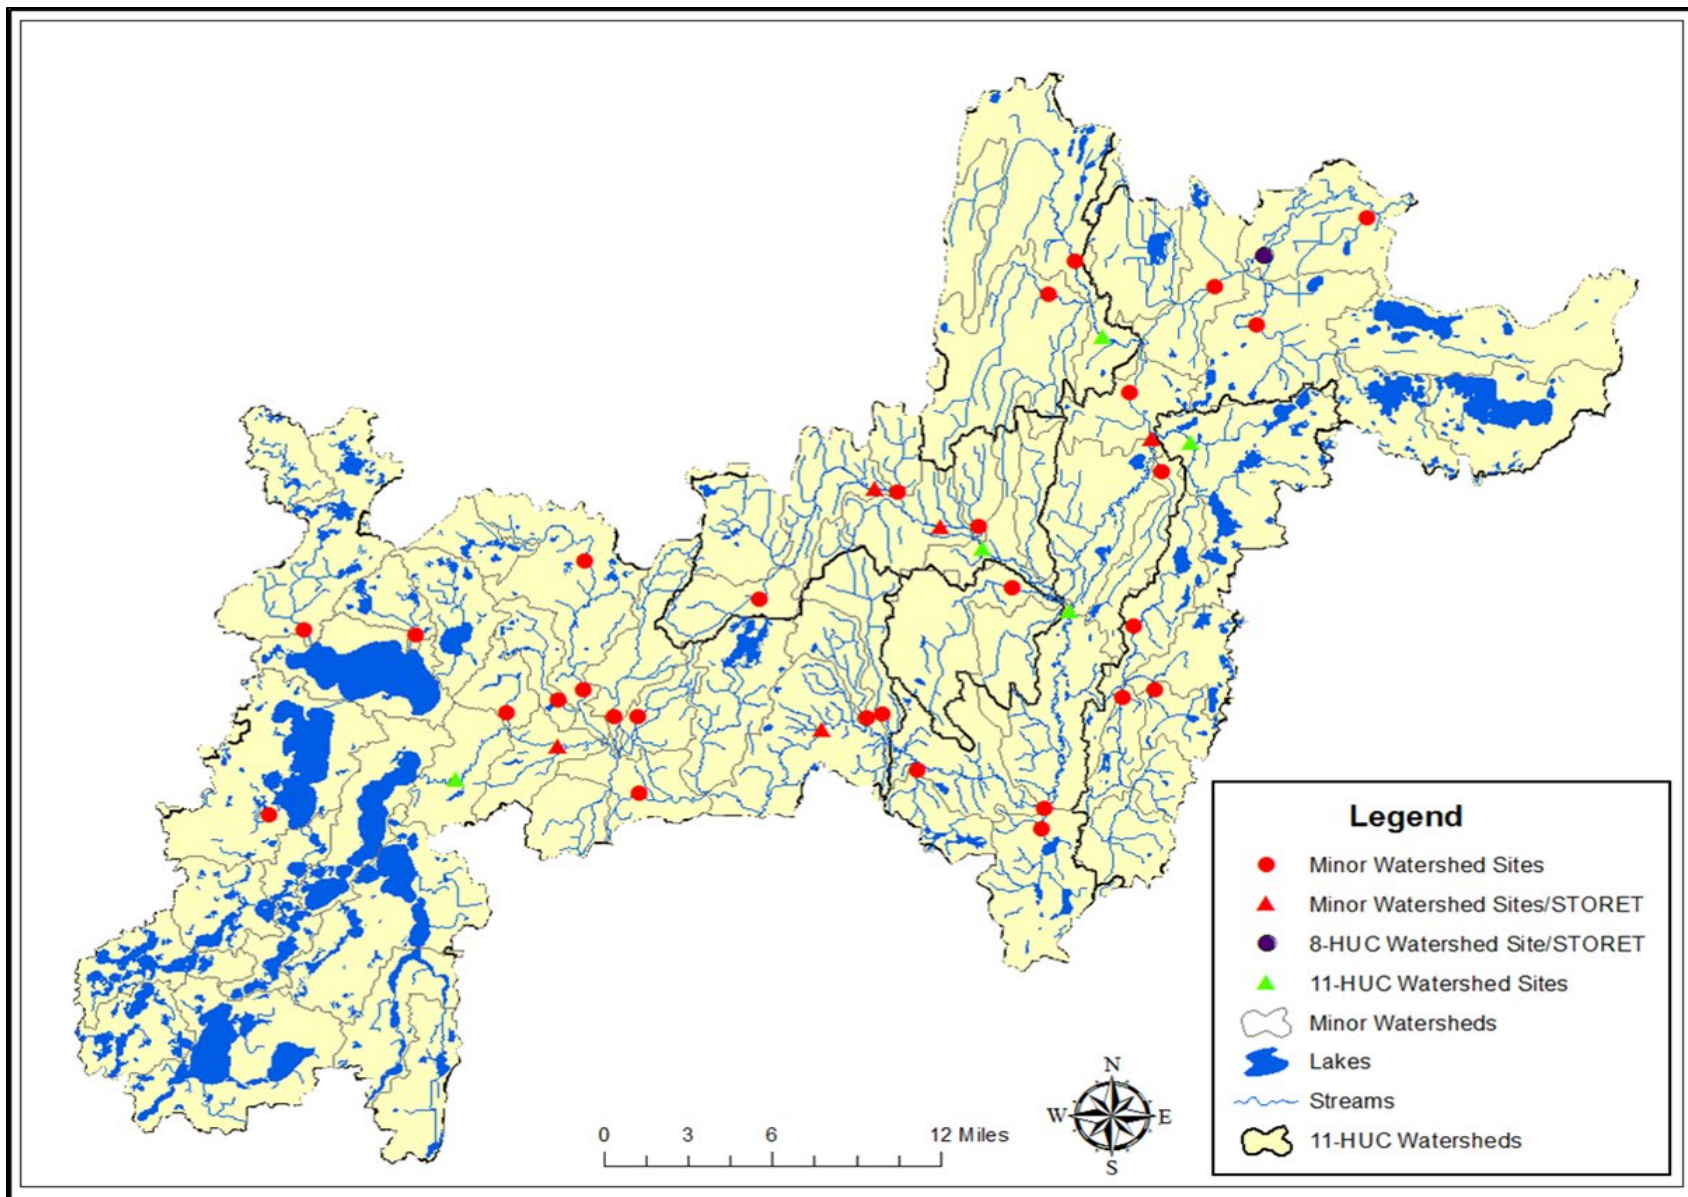 Legend
Minor Watershed Sites
Minor Watershed Sites/STORET
8-HUC Watershed Site/STORET
11-HUC Watershed Sites
Minor Watersheds
Lakes
Streams
11-HUC Watersheds
N
W E
S
0 3 6 12 Miles